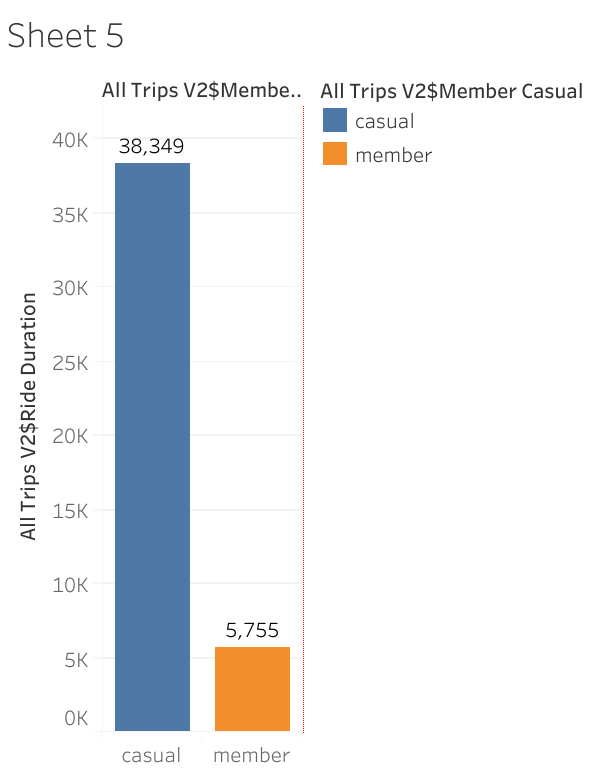 Sheet 5
All Trips V2$Membe..
All Trips V2$Member Casual
casual
member
All Trips V2$Ride Duration
40K
35K
30K
25K
20K
15K
10K
5K
0K
38,349
5,755
casual
member